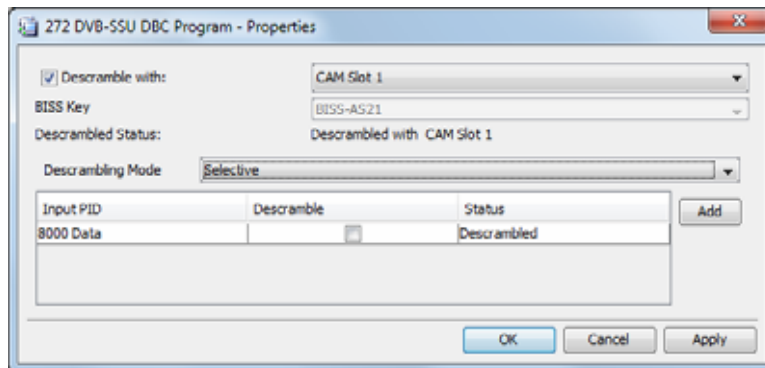 272 DVB-SSU DBC Program - Properties
Descramble with: CAM Slot 1
BISS Key BISS-AS21
Descrambled Status: Descrambled with CAM Slot 1
Descrambling Mode Selective
Input PID Descramble Status Add
8000 Data Descrambled
OK Cancel Apply